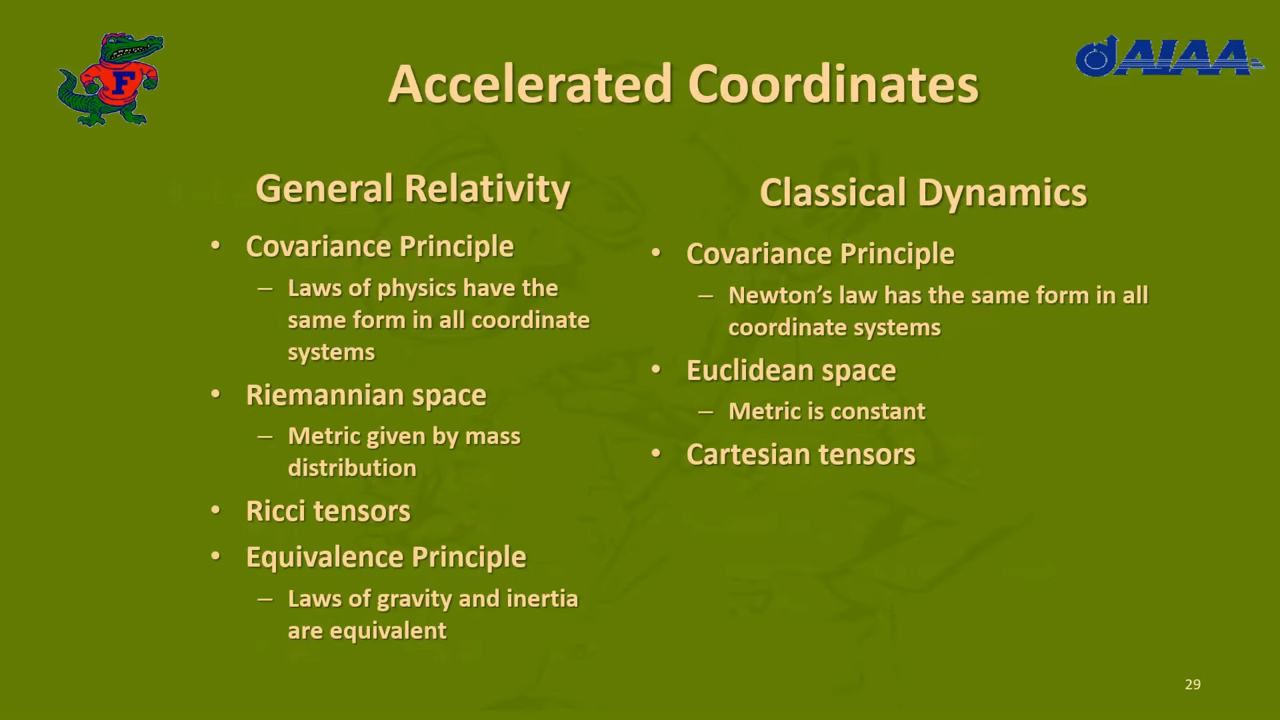 F
AIAA
Accelerated Coordinates
General Relativity
• Covariance Principle
– Laws of physics have the
same form in all coordinate
systems
• Riemannian space
– Metric given by mass
distribution
• Ricci tensors
• Equivalence Principle
– Laws of gravity and inertia
are equivalent
Classical Dynamics
• Covariance Principle
– Newton’s law has the same form in all
coordinate systems
• Euclidean space
– Metric is constant
• Cartesian tensors
29